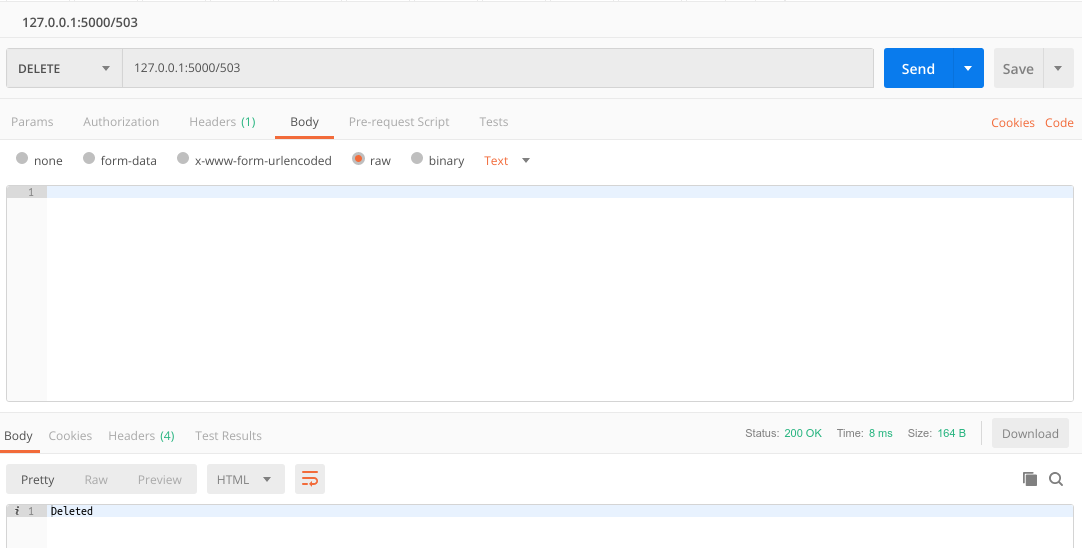 127.0.0.1:5000/503
DELETE 127.0.0.1:5000/503 Send Save
Params Authorization Headers (1) Body Pre-request Script Tests Cookies Code
none form-data x-www-form-urlencoded raw binary Text
1
Body Cookies Headers (4) Test Results Status: 200 OK Time: 8 ms Size: 164 B Download
Pretty Raw Preview HTML
i 1 Deleted